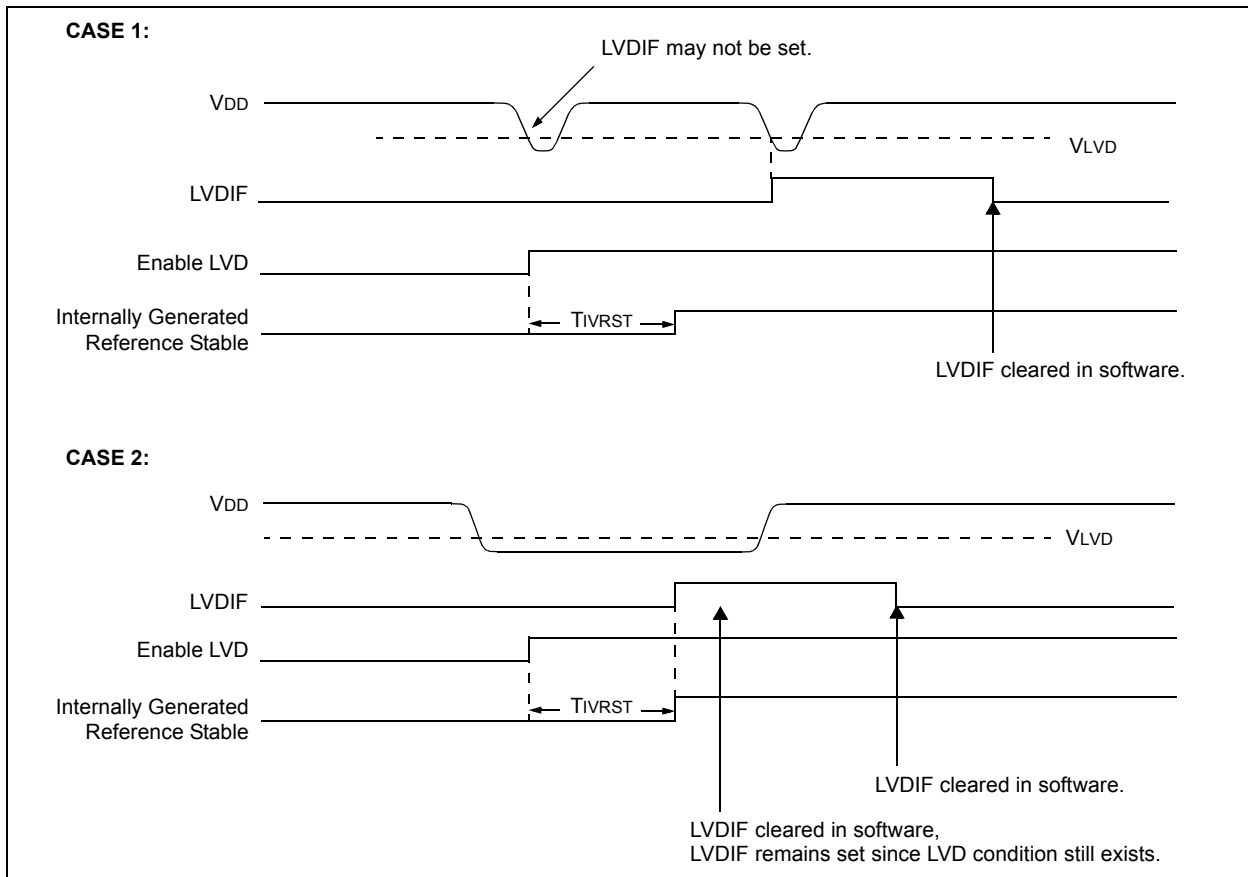 CASE 1:
LVDIF may not be set.
VDD
VLVD
LVDIF
Enable LVD
Internally Generated
Reference Stable
TIVRST
LVDIF cleared in software.
CASE 2:
VDD
VLVD
LVDIF
Enable LVD
Internally Generated
Reference Stable
TIVRST
LVDIF cleared in software.
LVDIF cleared in software,
LVDIF remains set since LVD condition still exists.